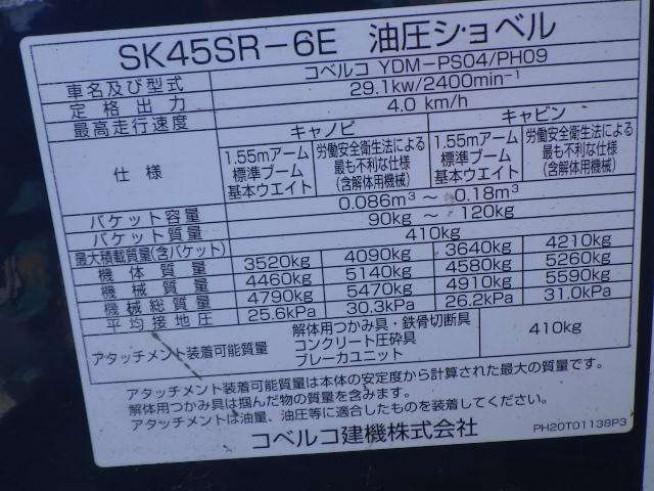 SK45SR-6E 油圧ショベル
車名及び型式 コベルコ YDM-PS04/PH09
定格出力 29.1kw/2400min⁻¹
最高走行速度 4.0 km/h
仕様 キャノピ キャビン
1.55mアーム 標準ブーム 基本ウエイト 労働安全衛生法による 最も不利な仕様 (含解体用機械) 1.55mアーム 標準ブーム 基本ウエイト 労働安全衛生法による 最も不利な仕様 (含解体用機械)
バケット容量 0.086m³ ~ 0.18m³
バケット質量 90kg ~ 120kg
最大積載質量(含バケット) 410kg
機体質量 3520kg 4090kg 3640kg 4210kg
機械質量 4460kg 5140kg 4580kg 5260kg
機械総質量 4790kg 5470kg 4910kg 5590kg
平均接地圧 25.6kPa 30.3kPa 26.2kPa 31.0kPa
アタッチメント装着可能質量 解体用つかみ具・鉄骨切断具 コンクリート圧砕具 ブレーカユニット 410kg
アタッチメント装着可能質量は本体の安定度から計算された最大の質量です。
解体用つかみ具は掴んだ物の質量を含みます。
アタッチメントは油量、油圧等に適合したものを装着してください。
コベルコ建機株式会社 PH20T01138P3